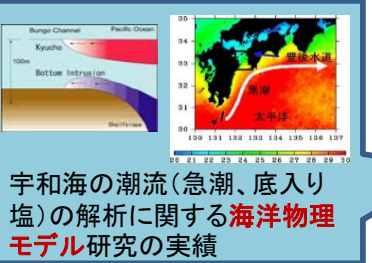 Bungo Channel Pacific Ocean
Kyucho
100m
Bottom Intrusion
Shelfslope
35
34
33
32
31
30
130 131 132 133 134 135 136 137
豊後水道
黒潮
太平洋
20 21 22 23 24 25 26 27 28 29 30
宇和海の潮流(急潮、底入り
塩)の解析に関する海洋物理
モデル研究の実績